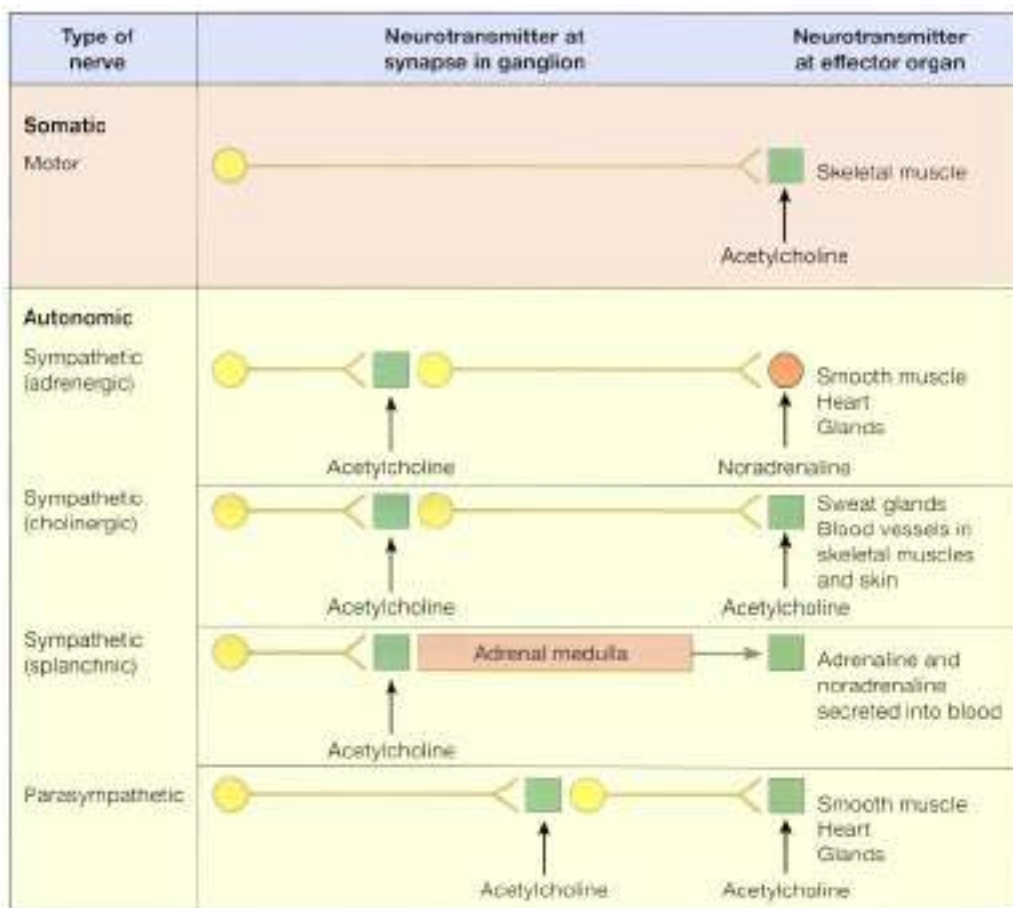 Type of
nerve
Neurotransmitter at
synapse in ganglion
Neurotransmitter
at effector organ
Somatic
Motor
Skeletal muscle
Acetylcholine
Autonomic
Sympathetic
(adrenergic)
Smooth muscle
Heart
Glands
Acetylcholine
Noradrenaline
Sympathetic
(cholinergic)
Sweat glands
Blood vessels in
skeletal muscles
and skin
Acetylcholine
Acetylcholine
Sympathetic
(splanchnic)
Adrenal medulla
Adrenaline and
noradrenaline
secreted into blood
Acetylcholine
Parasympathetic
Smooth muscle
Heart
Glands
Acetylcholine
Acetylcholine